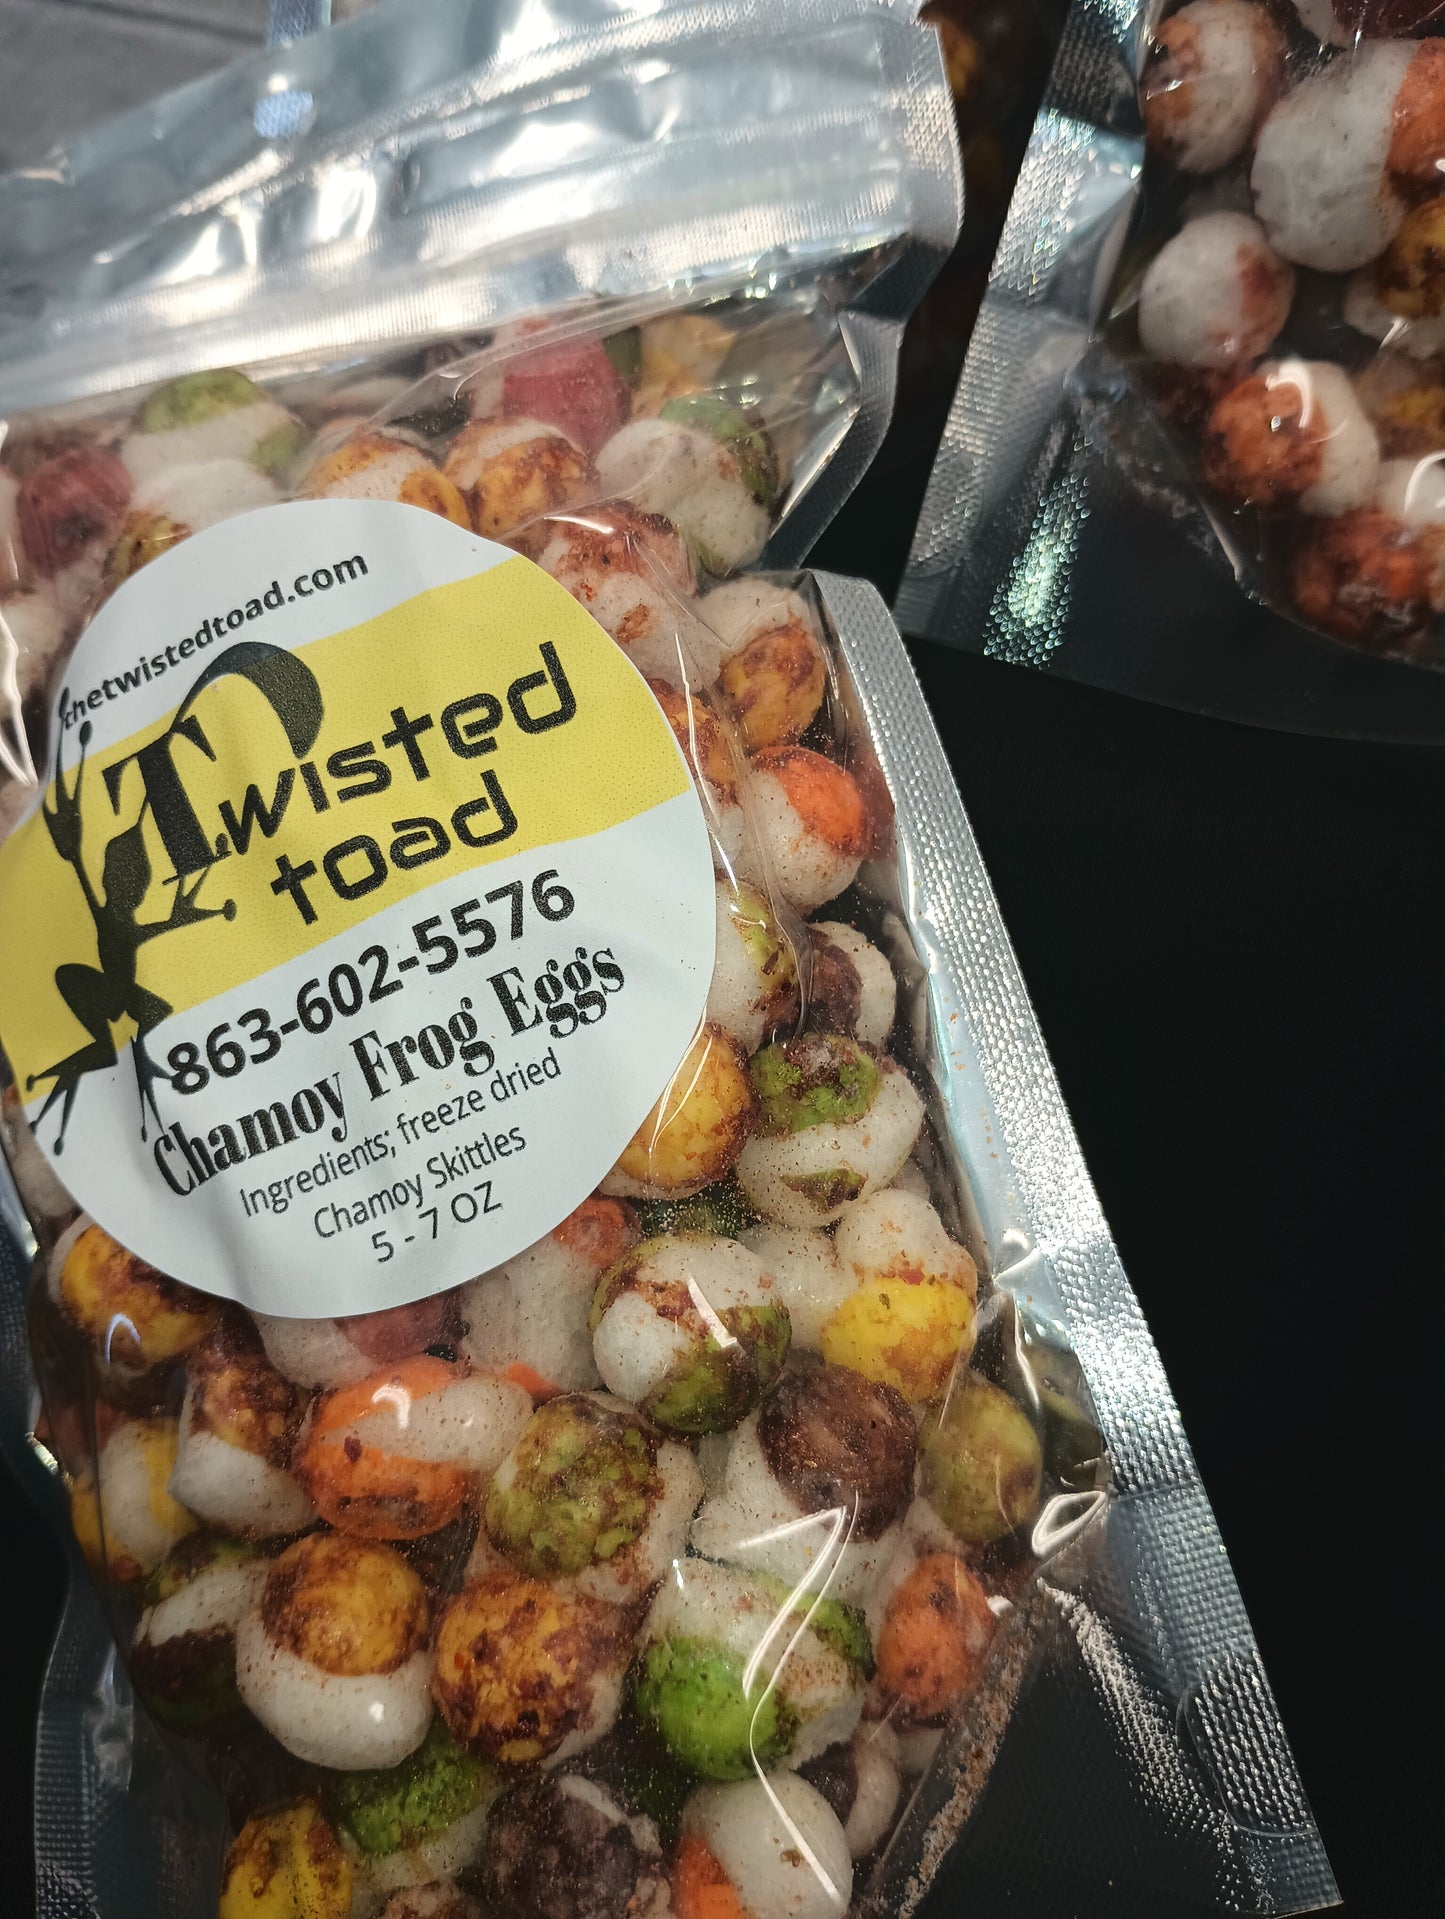 thetwistedtoad.com
Twisted
toad
863-602-5576
Chamoy Frog Eggs
Ingredients; freeze dried
Chamoy Skittles
5 - 7 OZ